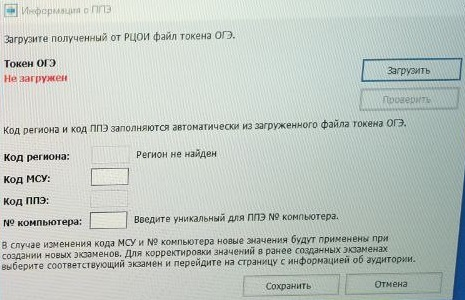 Информация о ППЭ
Загрузите полученный от РЦОИ файл токена ОГЭ.
Токен ОГЭ
Не загружен
Загрузить
Проверить
Код региона и код ППЭ заполняются автоматически из загруженного файла токена ОГЭ.
Код региона: Регион не найден
Код МСУ:
Код ППЭ:
№ компьютера: Введите уникальный для ППЭ № компьютера.
В случае изменения кода МСУ и № компьютера новые значения будут применены при
создании новых экзаменов. Для корректировки значений в ранее созданных экзаменах
выберите соответствующий экзамен и перейдите на страницу с информацией об аудитории.
Сохранить Отмена